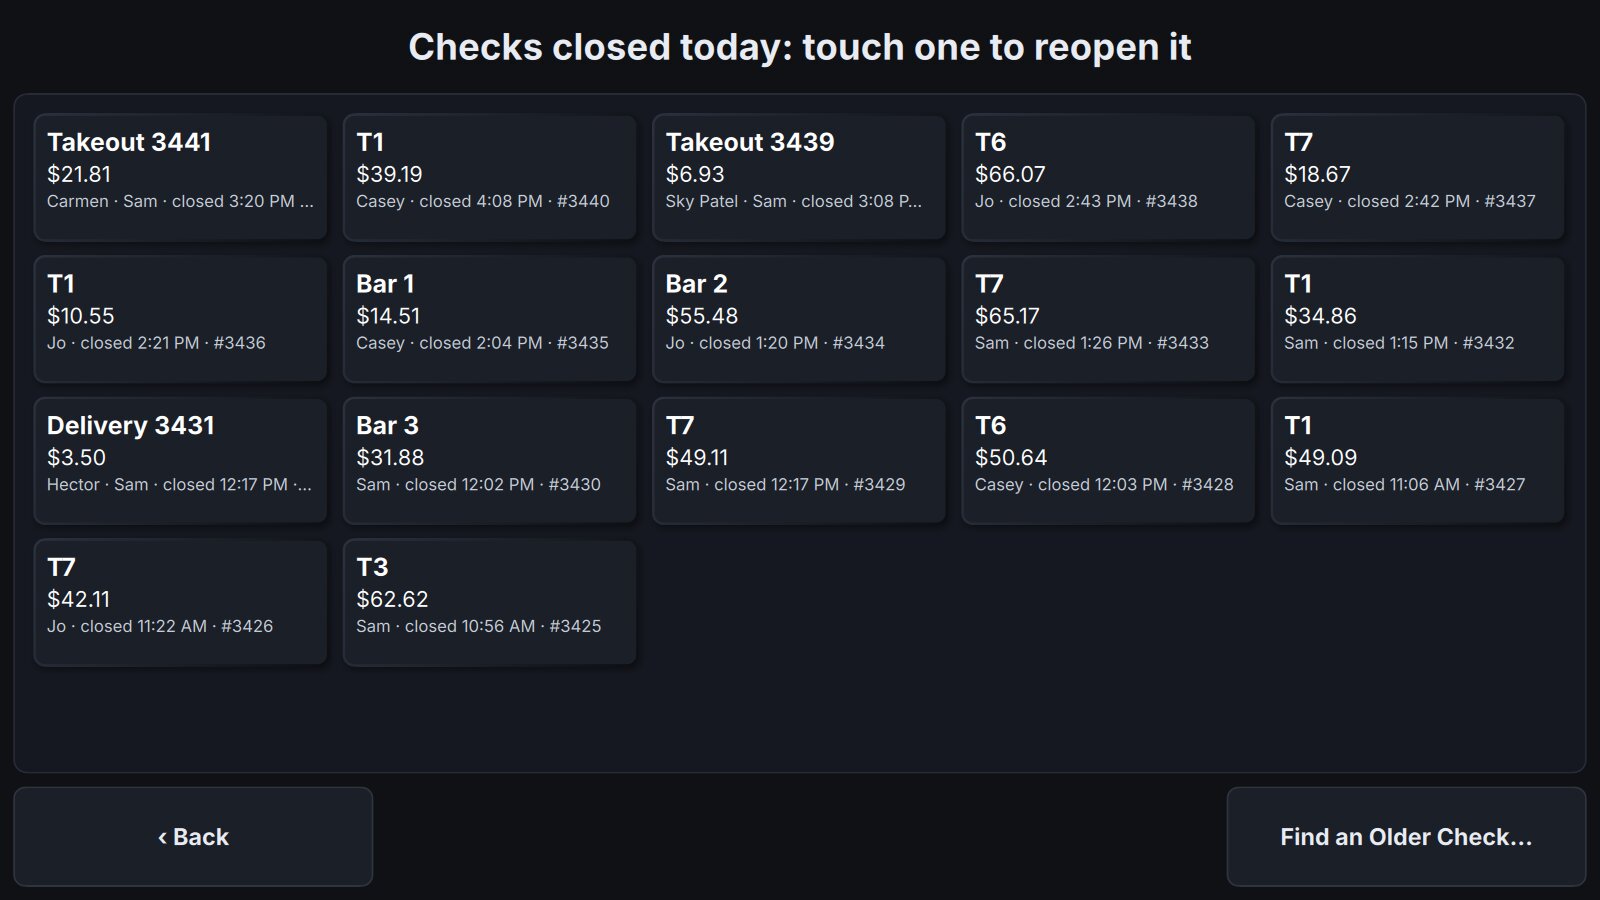 Checks closed today: touch one to reopen it
Takeout 3441
$21.81
Carmen · Sam · closed 3:20 PM ...
T1
$39.19
Casey · closed 4:08 PM · #3440
Takeout 3439
$6.93
Sky Patel · Sam · closed 3:08 P...
T6
$66.07
Jo · closed 2:43 PM · #3438
T7
$18.67
Casey · closed 2:42 PM · #3437
T1
$10.55
Jo · closed 2:21 PM · #3436
Bar 1
$14.51
Casey · closed 2:04 PM · #3435
Bar 2
$55.48
Jo · closed 1:20 PM · #3434
T7
$65.17
Sam · closed 1:26 PM · #3433
T1
$34.86
Sam · closed 1:15 PM · #3432
Delivery 3431
$3.50
Hector · Sam · closed 12:17 PM ·...
Bar 3
$31.88
Sam · closed 12:02 PM · #3430
T7
$49.11
Sam · closed 12:17 PM · #3429
T6
$50.64
Casey · closed 12:03 PM · #3428
T1
$49.09
Sam · closed 11:06 AM · #3427
T7
$42.11
Jo · closed 11:22 AM · #3426
T3
$62.62
Sam · closed 10:56 AM · #3425
‹ Back
Find an Older Check...